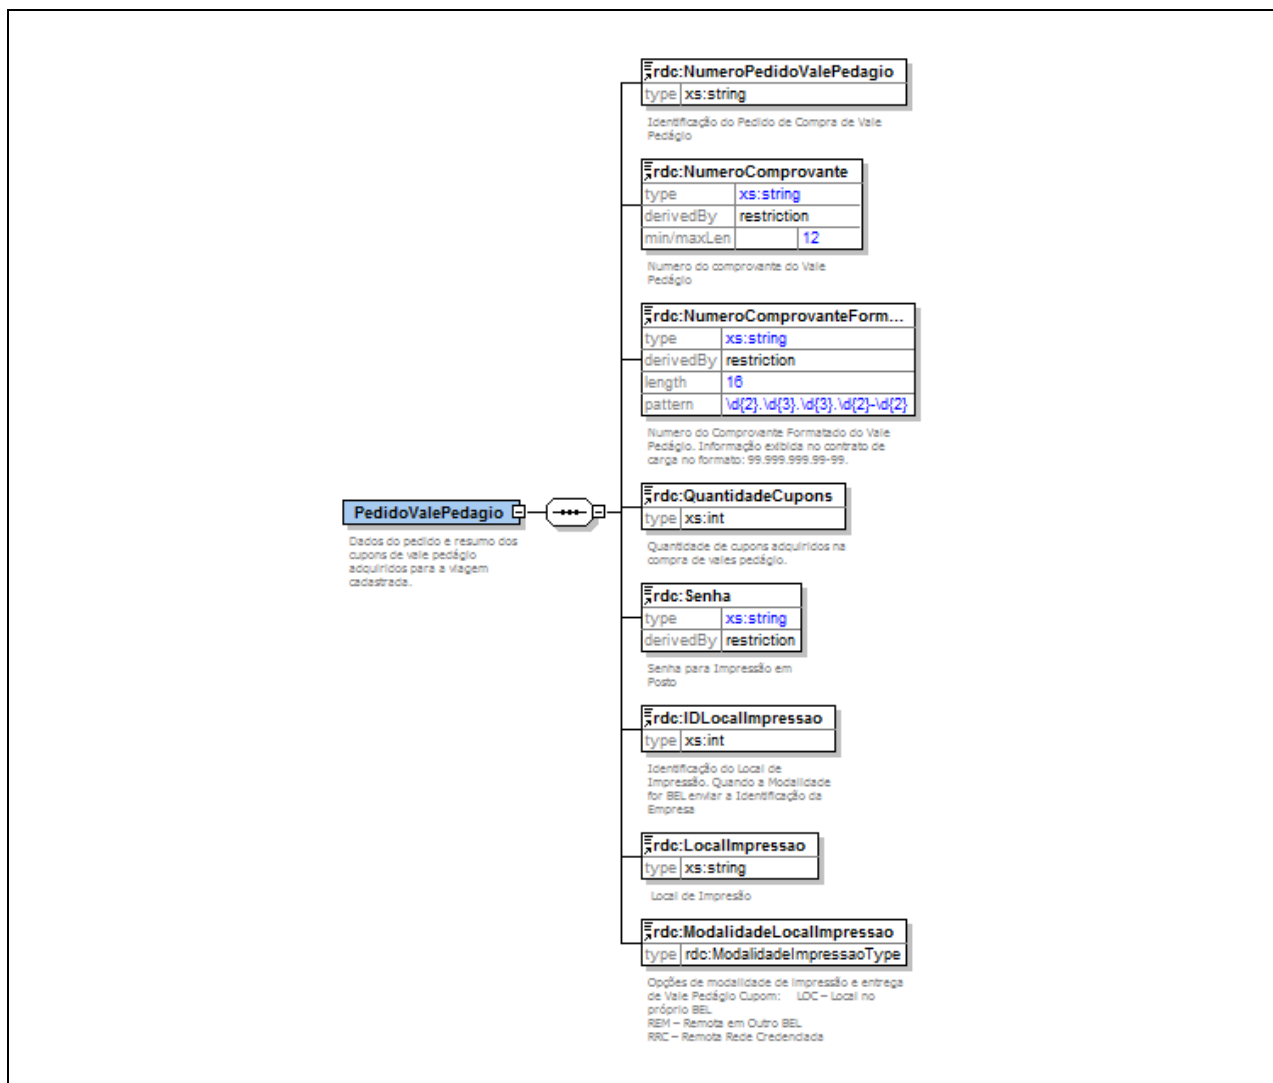 rdc:NumeroPedidoValePedagio
type xs:string
Identificação do Pedido de Compra de Vale
Pedágio
rdc:NumeroComprovante
type xs:string
derivedBy restriction
min/maxLen 12
Numero do comprovante do Vale
Pedágio
rdc:NumeroComprovanteForm...
type xs:string
derivedBy restriction
length 16
pattern \d{2}.\d{3}.\d{3}.\d{2}-\d{2}
Numero do Comprovante Formatado do Vale
Pedágio. Informação exibida no contrato de
carga no formato: 99.999.999.99-99.
PedidoValePedagio
Dados do pedido e resumo dos
cupons de vale pedágio
adquiridos para a viagem
cadastrada.
rdc:QuantidadeCupons
type xs:int
Quantidade de cupons adquiridos na
compra de vales pedágio.
rdc:Senha
type xs:string
derivedBy restriction
Senha para Impressão em
Posto
rdc:IDLocalImpressao
type xs:int
Identificação do Local de
Impressão. Quando a Modalidade
for BEL enviar a Identificação da
Empresa
rdc:LocalImpressao
type xs:string
Local de Impresão
rdc:ModalidadeLocalImpressao
type rdc:ModalidadeImpressaoType
Opções de modalidade de impressão e entrega
de Vale Pedágio Cupom: LOC – Local no
próprio BEL
REM – Remota em Outro BEL
RRC – Remota Rede Credenciada